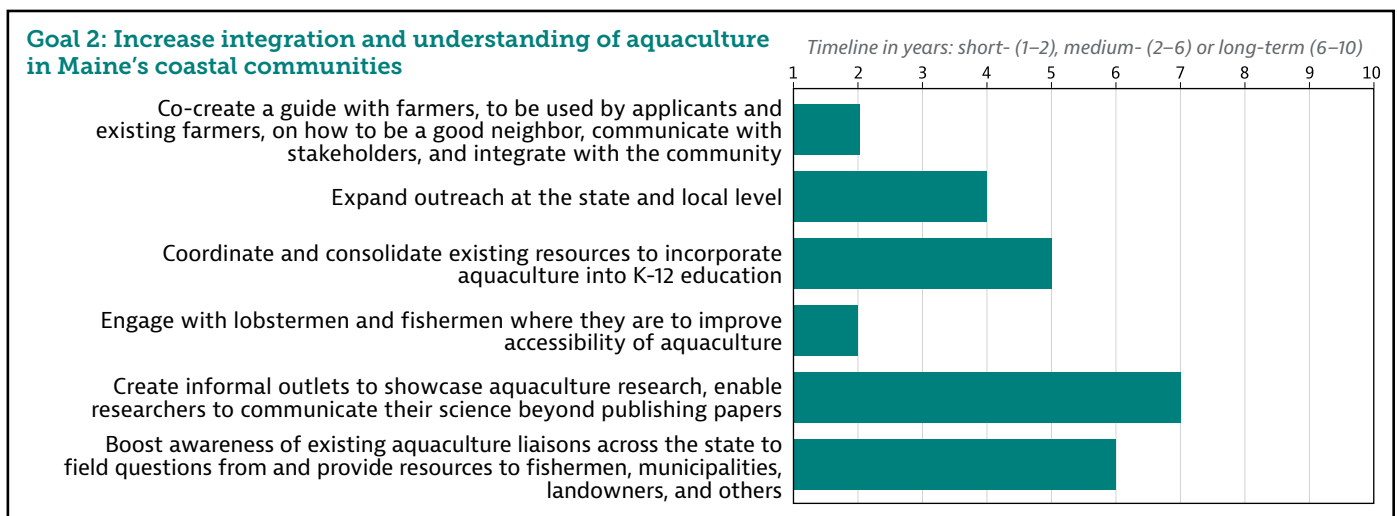 Goal 2: Increase integration and understanding of aquaculture
in Maine's coastal communities
Timeline in years: short- (1–2), medium- (2–6) or long-term (6–10)
1 2 3 4 5 6 7 8 9 10
Co-create a guide with farmers, to be used by applicants and
existing farmers, on how to be a good neighbor, communicate with
stakeholders, and integrate with the community
Expand outreach at the state and local level
Coordinate and consolidate existing resources to incorporate
aquaculture into K-12 education
Engage with lobstermen and fishermen where they are to improve
accessibility of aquaculture
Create informal outlets to showcase aquaculture research, enable
researchers to communicate their science beyond publishing papers
Boost awareness of existing aquaculture liaisons across the state to
field questions from and provide resources to fishermen, municipalities,
landowners, and others